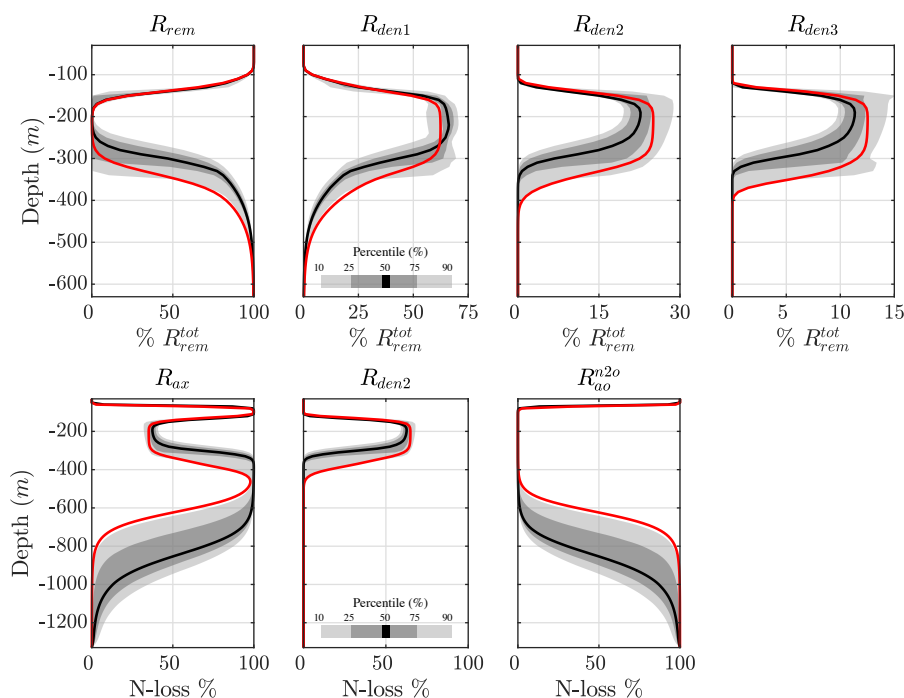 R_rem R_den1 R_den2 R_den3
-100
-200
-300
-400
-500
-600
Depth (m)
Percentile (%)
10 25 50 75 90
0 50 100
0 25 50 75
0 15 30
0 5 10 15
% R_rem^tot % R_rem^tot % R_rem^tot % R_rem^tot
R_ax R_den2 R_ao^n2o
-200
-400
-600
-800
-1000
-1200
Depth (m)
Percentile (%)
10 25 50 75 90
0 50 100
0 50 100
0 50 100
N-loss % N-loss % N-loss %